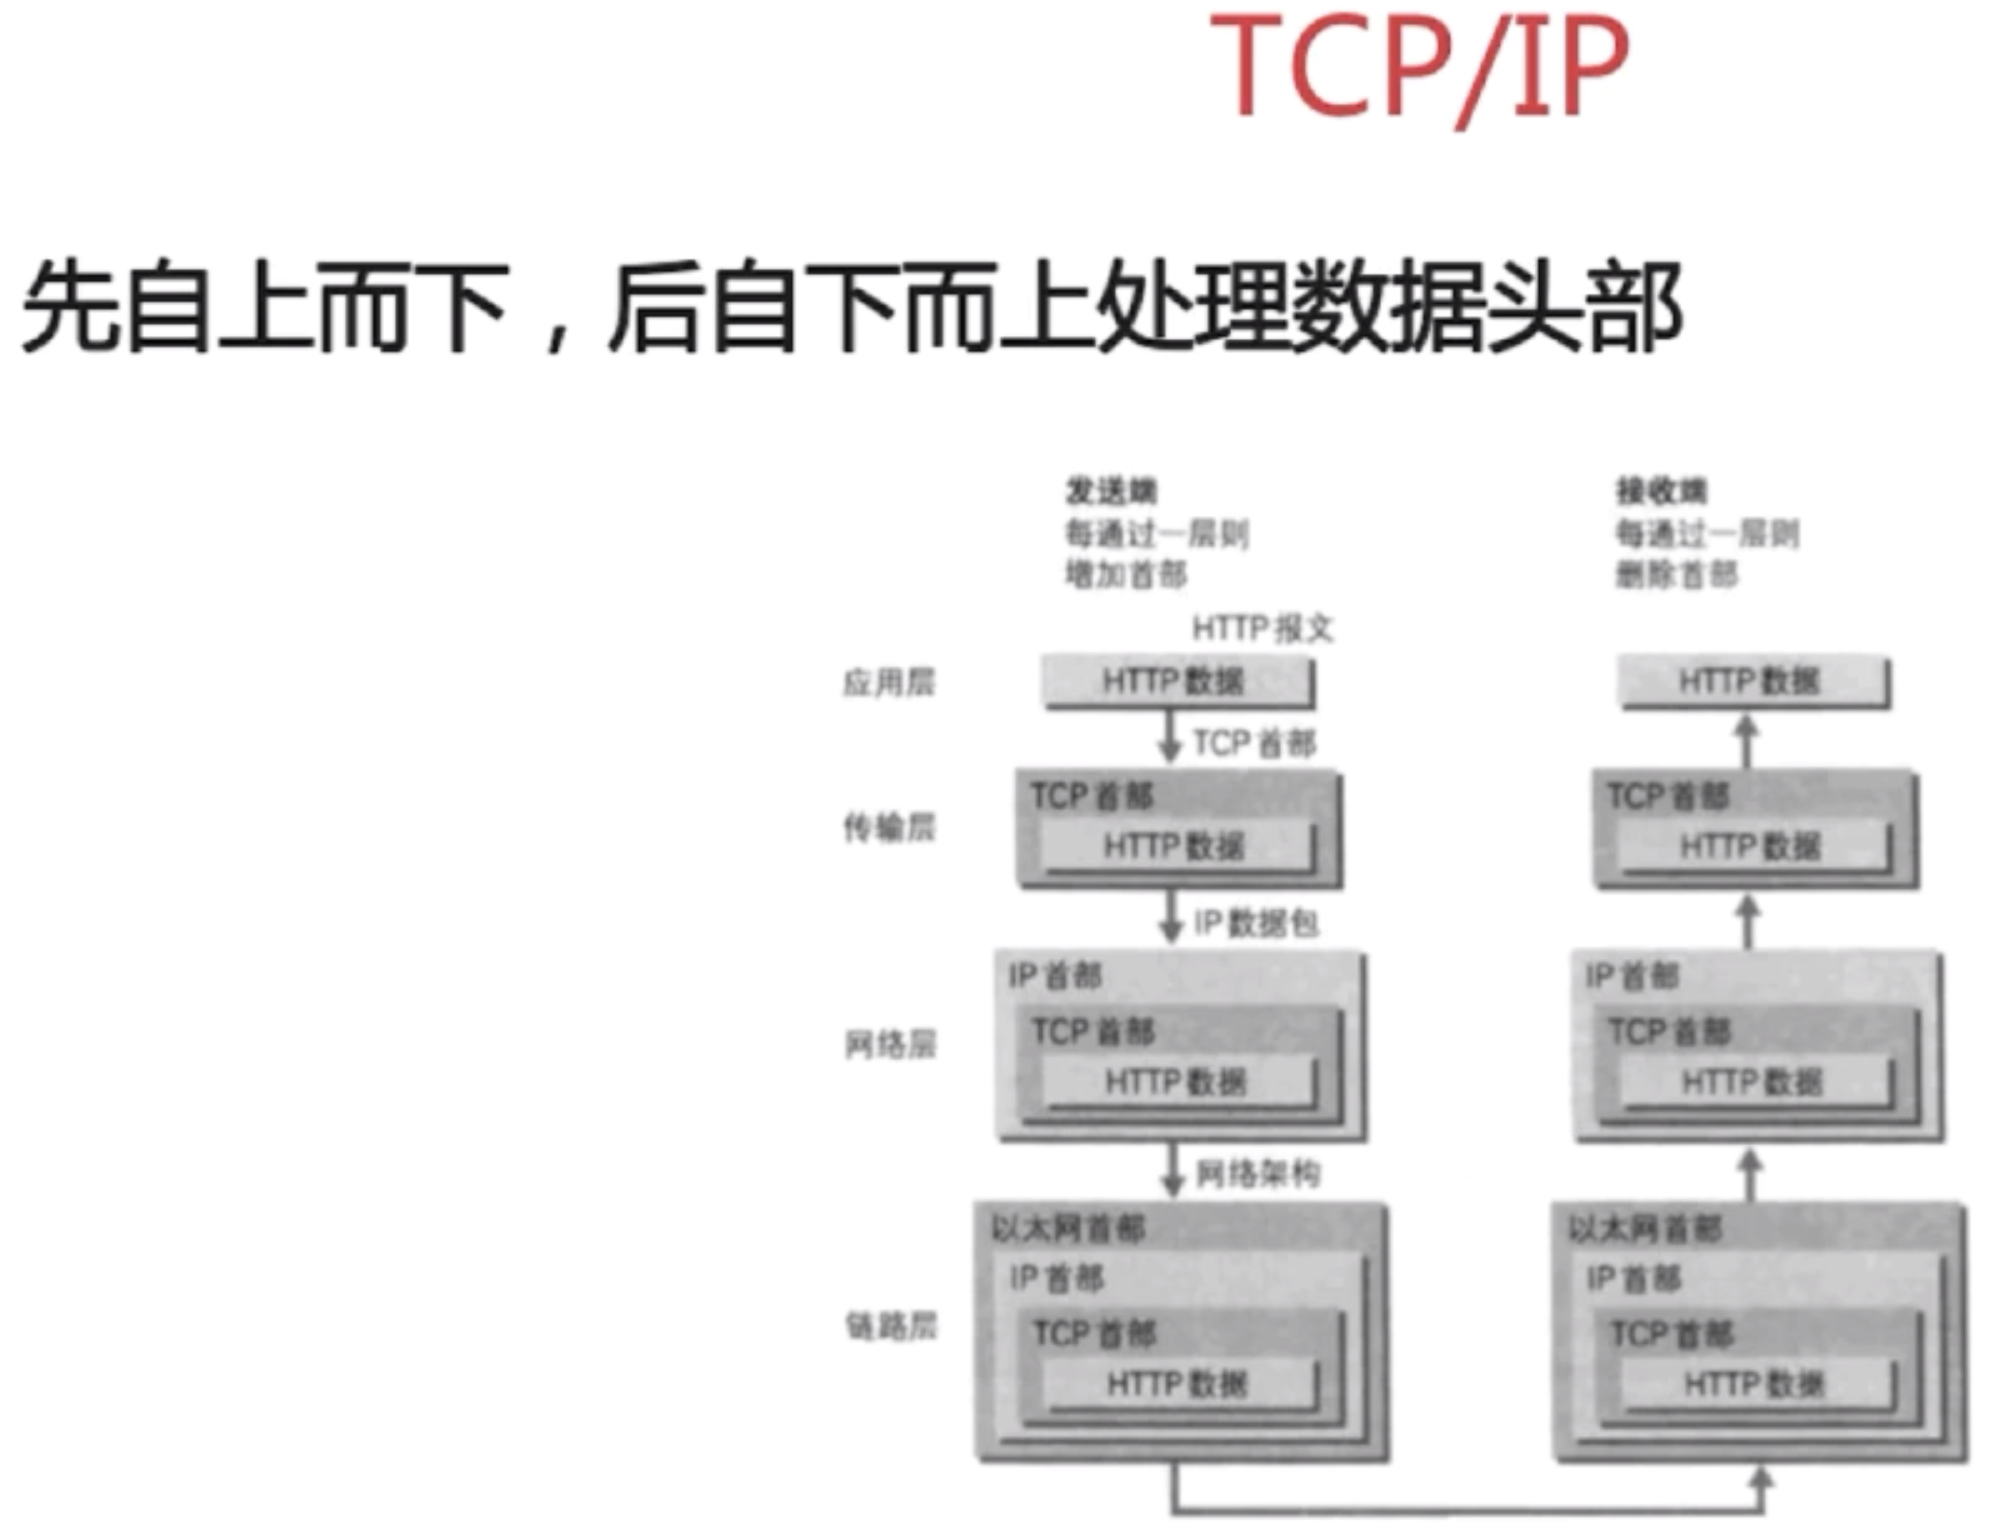 TCP/IP
先自上而下，后自下而上处理数据头部
发送端
每通过一层则
增加首部
接收端
每通过一层则
删除首部
HTTP 报文
应用层
HTTP 数据
HTTP 数据
TCP 首部
传输层
TCP 首部
HTTP 数据
TCP 首部
HTTP 数据
IP 数据包
网络层
IP 首部
TCP 首部
HTTP 数据
IP 首部
TCP 首部
HTTP 数据
网络架构
链路层
以太网首部
IP 首部
TCP 首部
HTTP 数据
以太网首部
IP 首部
TCP 首部
HTTP 数据